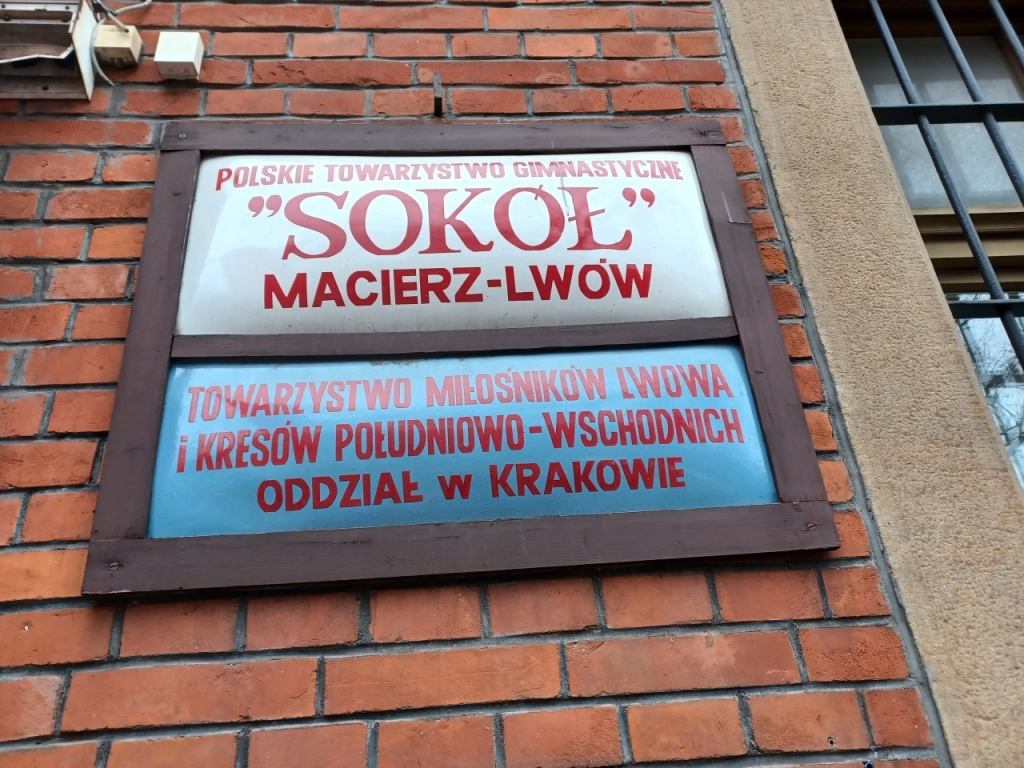 POLSKIE TOWARZYSTWO GIMNASTYCZNE
”SOKÓŁ”
MACIERZ-LWÓW
TOWARZYSTWO MIŁOŚNIKÓW LWOWA
i KRESÓW POŁUDNIOWO-WSCHODNICH
ODDZIAŁ w KRAKOWIE